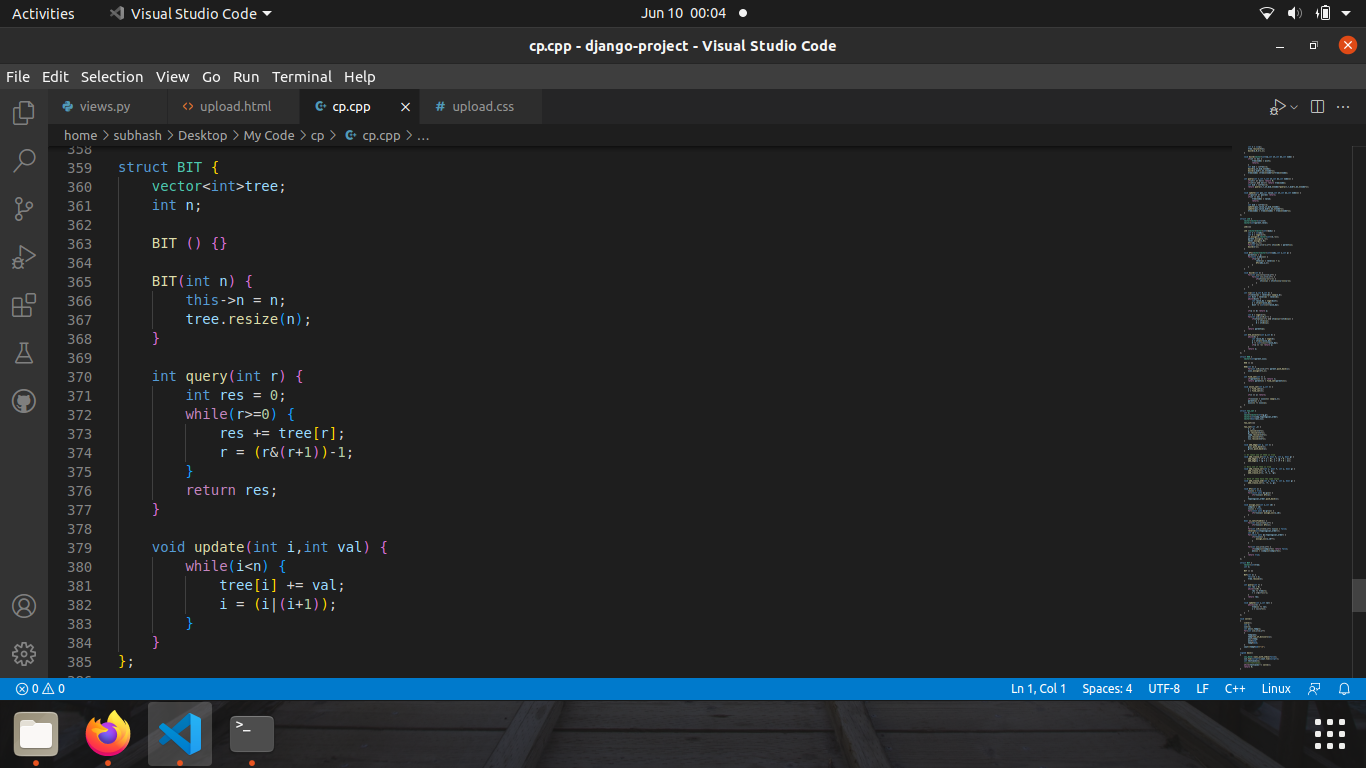 Activities Visual Studio Code Jun 10 00:04
cp.cpp - django-project - Visual Studio Code
File Edit Selection View Go Run Terminal Help
views.py <> upload.html cp.cpp # upload.css
home > subhash > Desktop > My Code > cp > cp.cpp > ...
358
359 struct BIT {
360 vector<int>tree;
361 int n;
362
363 BIT () {}
364
365 BIT(int n) {
366 this->n = n;
367 tree.resize(n);
368 }
369
370 int query(int r) {
371 int res = 0;
372 while(r>=0) {
373 res += tree[r];
374 r = (r&(r+1))-1;
375 }
376 return res;
377 }
378
379 void update(int i,int val) {
380 while(i<n) {
381 tree[i] += val;
382 i = (i|(i+1));
383 }
384 }
385 };
0 0 Ln 1, Col 1 Spaces: 4 UTF-8 LF C++ Linux